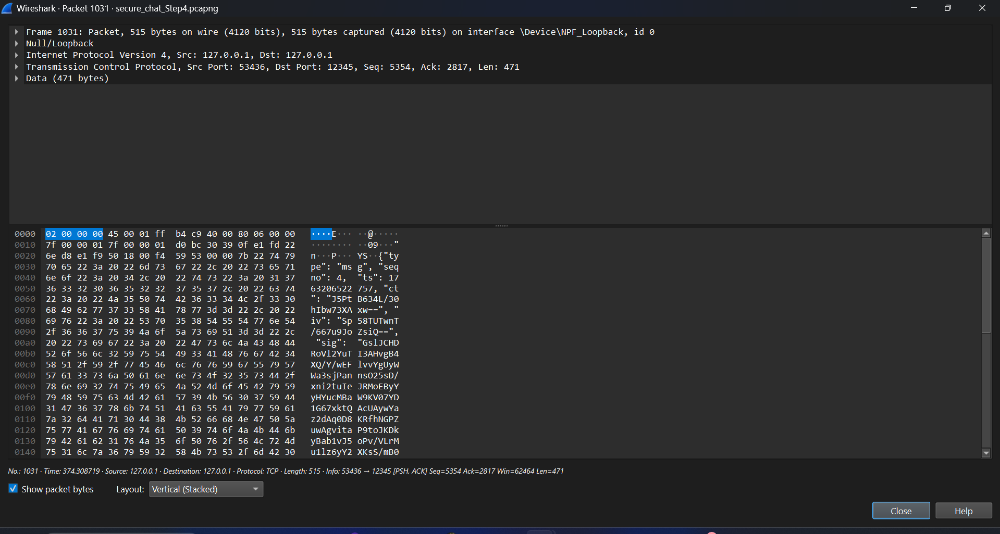 Wireshark · Packet 1031 · secure_chat_Step4.pcapng
Frame 1031: Packet, 515 bytes on wire (4120 bits), 515 bytes captured (4120 bits) on interface \Device\NPF_Loopback, id 0
Null/Loopback
Internet Protocol Version 4, Src: 127.0.0.1, Dst: 127.0.0.1
Transmission Control Protocol, Src Port: 53436, Dst Port: 12345, Seq: 5354, Ack: 2817, Len: 471
Data (471 bytes)
0000 02 00 00 00 45 00 01 ff b4 c9 40 00 80 06 00 00 ····E··· ··@·····
0010 7f 00 00 01 7f 00 00 01 d0 bc 30 39 0f e1 fd 22 ········ ··09···"
0020 6e d8 e1 f9 50 18 00 f4 59 53 00 00 7b 22 74 79 n···P··· YS··{"ty
0030 70 65 22 3a 20 22 6d 73 67 22 2c 20 22 73 65 71 pe": "ms g", "seq
0040 6e 6f 22 3a 20 34 2c 20 22 74 73 22 3a 20 31 37 no": 4, "ts": 17
0050 36 33 32 30 36 35 32 32 37 35 37 2c 20 22 63 74 63206522 757, "ct
0060 22 3a 20 22 4a 35 50 74 42 36 33 34 4c 2f 33 30 ": "J5Pt B634L/30
0070 68 49 62 77 37 33 58 41 78 77 3d 3d 22 2c 20 22 hIbw73XA xw==", "
0080 69 76 22 3a 20 22 53 70 35 38 54 55 54 77 6e 54 iv": "Sp 58TUTwnT
0090 2f 36 36 37 75 39 4a 6f 5a 73 69 51 3d 3d 22 2c /667u9Jo ZsiQ==",
00a0 20 22 73 69 67 22 3a 20 22 47 73 6c 4a 43 48 44 "sig": "GslJCHD
00b0 52 6f 56 6c 32 59 75 54 49 33 41 48 76 67 42 34 RoVl2YuT I3AHvgB4
00c0 58 51 2f 59 2f 77 45 46 6c 76 76 59 67 55 79 57 XQ/Y/wEF lvvYgUyW
00d0 57 61 33 73 6a 50 61 6e 6e 73 4f 32 35 73 44 2f Wa3sjPan nsO25sD/
00e0 78 6e 69 32 74 75 49 65 4a 52 4d 6f 45 42 79 59 xni2tuIe JRMoEByY
00f0 79 48 59 75 63 4d 42 61 57 39 4b 56 30 37 59 44 yHYucMBa W9KV07YD
0100 31 47 36 37 78 6b 74 51 41 63 55 41 79 77 59 61 1G67xktQ AcUAywYa
0110 7a 32 64 41 71 30 44 38 4b 52 66 68 4e 47 50 5a z2dAq0D8 KRfhNGPZ
0120 75 77 41 67 76 69 74 61 50 39 74 6f 4a 4b 44 6b uwAgvita P9toJKDk
0130 79 42 61 62 31 76 4a 35 6f 50 76 2f 56 4c 72 4d yBab1vJ5 oPv/VLrM
0140 75 31 6c 7a 36 79 59 32 58 4b 73 53 2f 6d 42 30 u1lz6yY2 XKsS/mB0
No.: 1031 · Time: 374.308719 · Source: 127.0.0.1 · Destination: 127.0.0.1 · Protocol: TCP · Length: 515 · Info: 53436 → 12345 [PSH, ACK] Seq=5354 Ack=2817 Win=62464 Len=471
Show packet bytes Layout: Vertical (Stacked)
Close Help